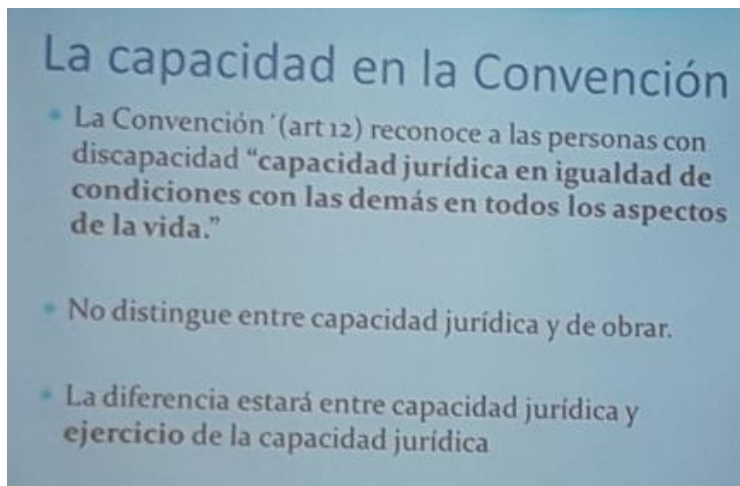 La capacidad en la Convención
• La Convención ´(art 12) reconoce a las personas con
discapacidad “capacidad jurídica en igualdad de
condiciones con las demás en todos los aspectos
de la vida.”
• No distingue entre capacidad jurídica y de obrar.
• La diferencia estará entre capacidad jurídica y
ejercicio de la capacidad jurídica